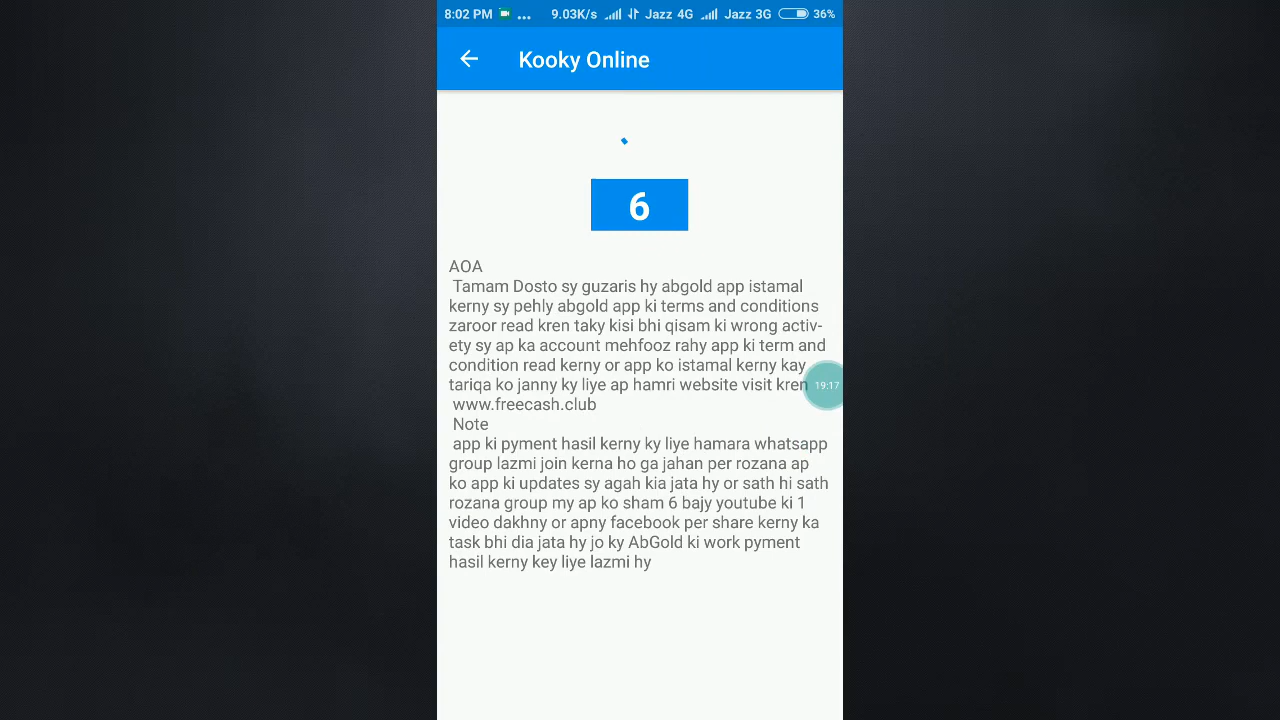 8:02 PM ... 9.03K/s Jazz 4G Jazz 3G 36%
Kooky Online
6
AOA
Tamam Dosto sy guzaris hy abgold app istamal
kerny sy pehly abgold app ki terms and conditions
zaroor read kren taky kisi bhi qisam ki wrong activ-
ety sy ap ka account mehfooz rahy app ki term and
condition read kerny or app ko istamal kerny kay
tariqa ko janny ky liye ap hamri website visit kren
19:17
www.freecash.club
Note
app ki pyment hasil kerny ky liye hamara whatsapp
group lazmi join kerna ho ga jahan per rozana ap
ko app ki updates sy agah kia jata hy or sath hi sath
rozana group my ap ko sham 6 bajy youtube ki 1
video dakhny or apny facebook per share kerny ka
task bhi dia jata hy jo ky AbGold ki work pyment
hasil kerny key liye lazmi hy